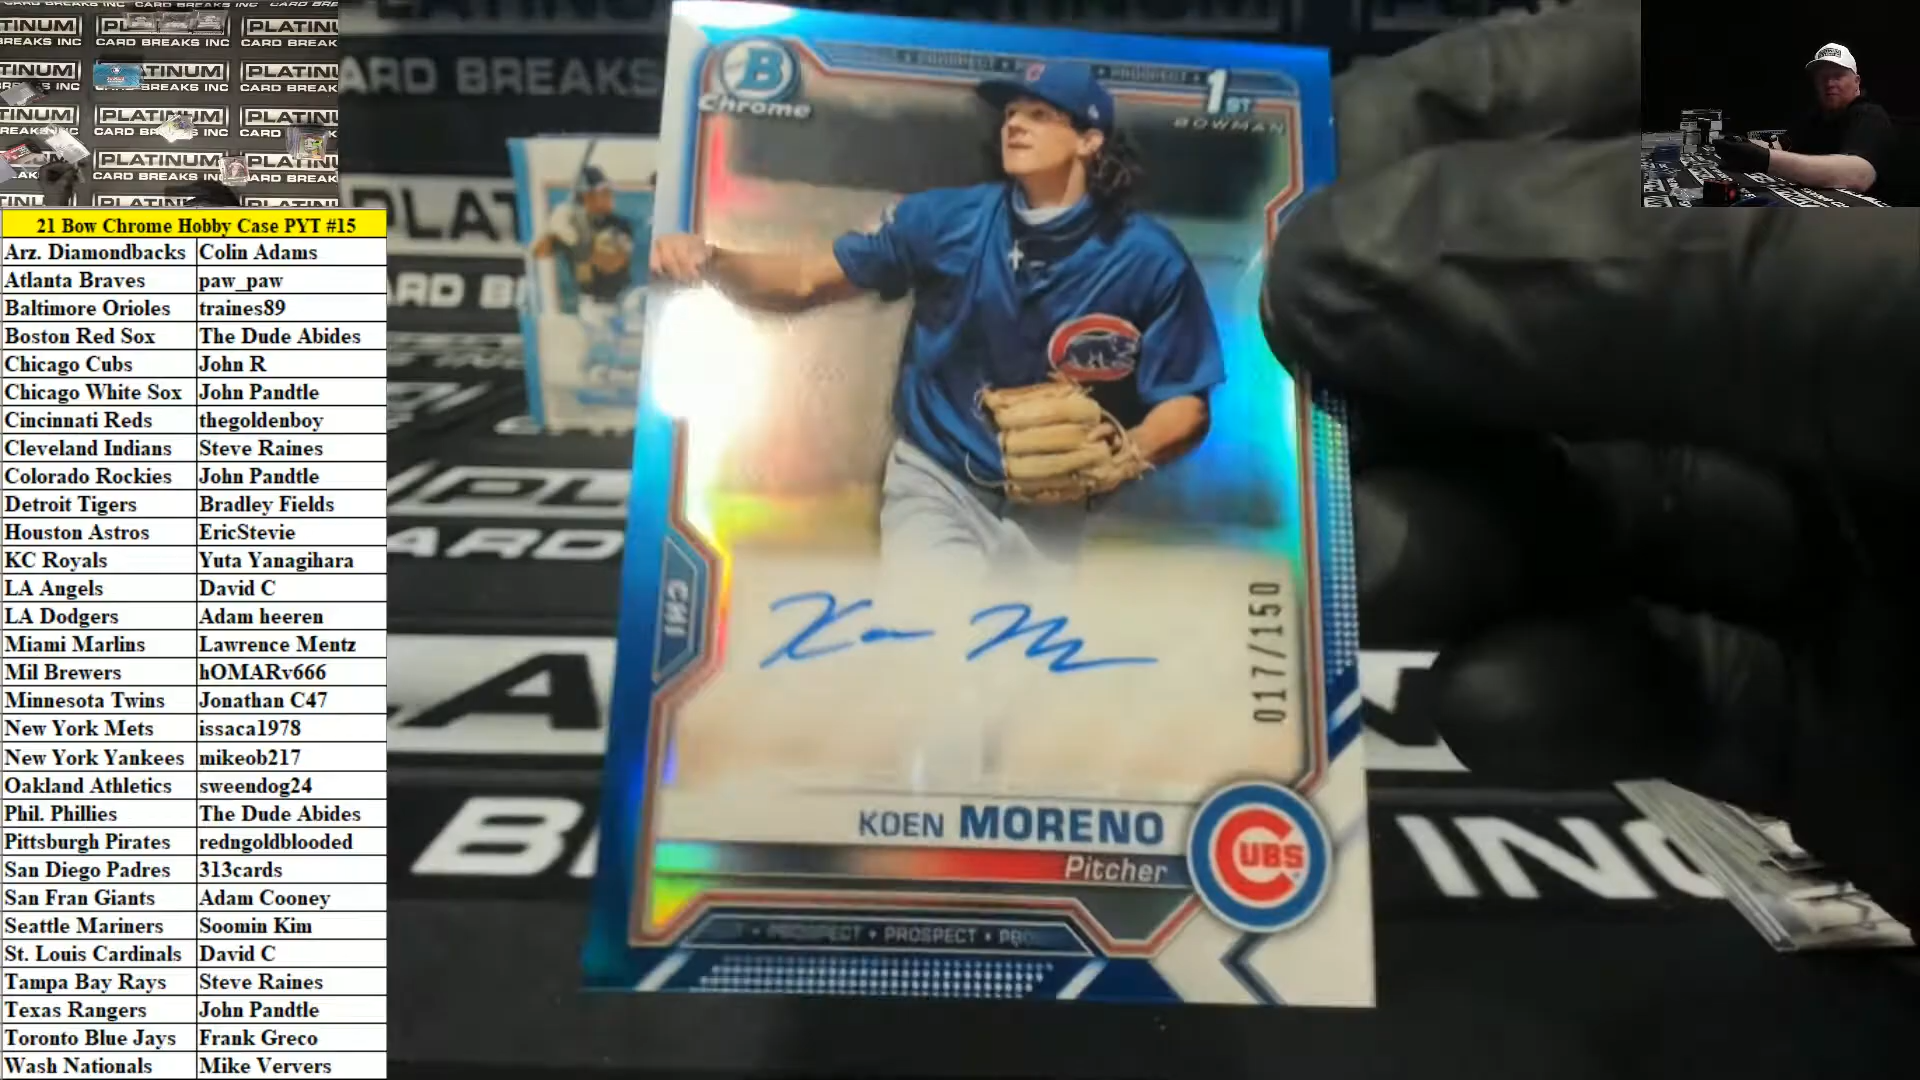 PLATINUM
CARD BREAKS INC
21 Bow Chrome Hobby Case PYT #15
Arz. Diamondbacks Colin Adams
Atlanta Braves paw_paw
Baltimore Orioles traines89
Boston Red Sox The Dude Abides
Chicago Cubs John R
Chicago White Sox John Pandtle
Cincinnati Reds thegoldenboy
Cleveland Indians Steve Raines
Colorado Rockies John Pandtle
Detroit Tigers Bradley Fields
Houston Astros EricStevie
KC Royals Yuta Yanagihara
LA Angels David C
LA Dodgers Adam heeren
Miami Marlins Lawrence Mentz
Mil Brewers hOMARv666
Minnesota Twins Jonathan C47
New York Mets issaca1978
New York Yankees mikeob217
Oakland Athletics sweendog24
Phil. Phillies The Dude Abides
Pittsburgh Pirates redngoldblooded
San Diego Padres 313cards
San Fran Giants Adam Cooney
Seattle Mariners Soomin Kim
St. Louis Cardinals David C
Tampa Bay Rays Steve Raines
Texas Rangers John Pandtle
Toronto Blue Jays Frank Greco
Wash Nationals Mike Ververs
ARD BREAKS
B
Chrome
PROSPECT • PROSPECT
1ST
BOWMAN
CHI
017/150
KOEN MORENO
Pitcher
CUBS
PROSPECT • PROSPECT • PRO
INC